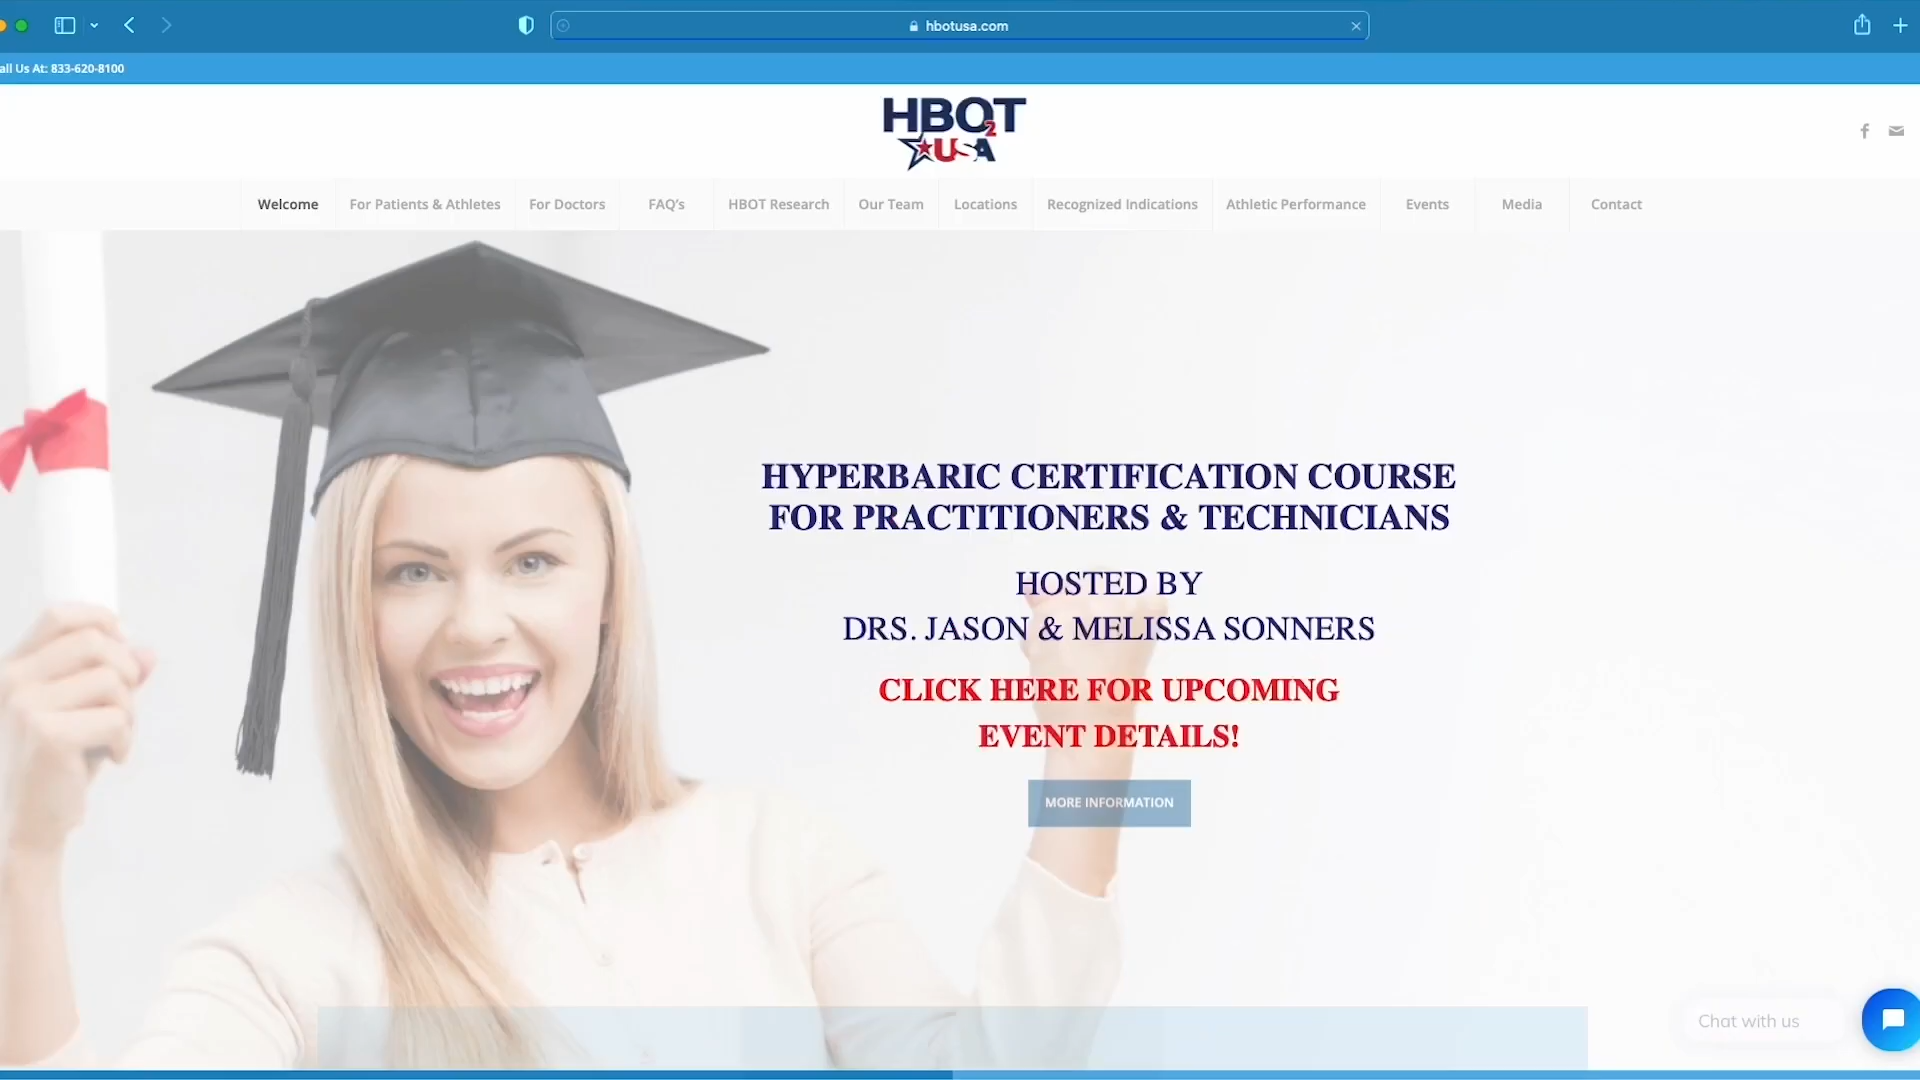 hbotusa.com
all Us At: 833-620-8100
HBO2T
USA
Welcome
For Patients & Athletes
For Doctors
FAQ's
HBOT Research
Our Team
Locations
Recognized Indications
Athletic Performance
Events
Media
Contact
HYPERBARIC CERTIFICATION COURSE
FOR PRACTITIONERS & TECHNICIANS
HOSTED BY
DRS. JASON & MELISSA SONNERS
CLICK HERE FOR UPCOMING
EVENT DETAILS!
MORE INFORMATION
Chat with us